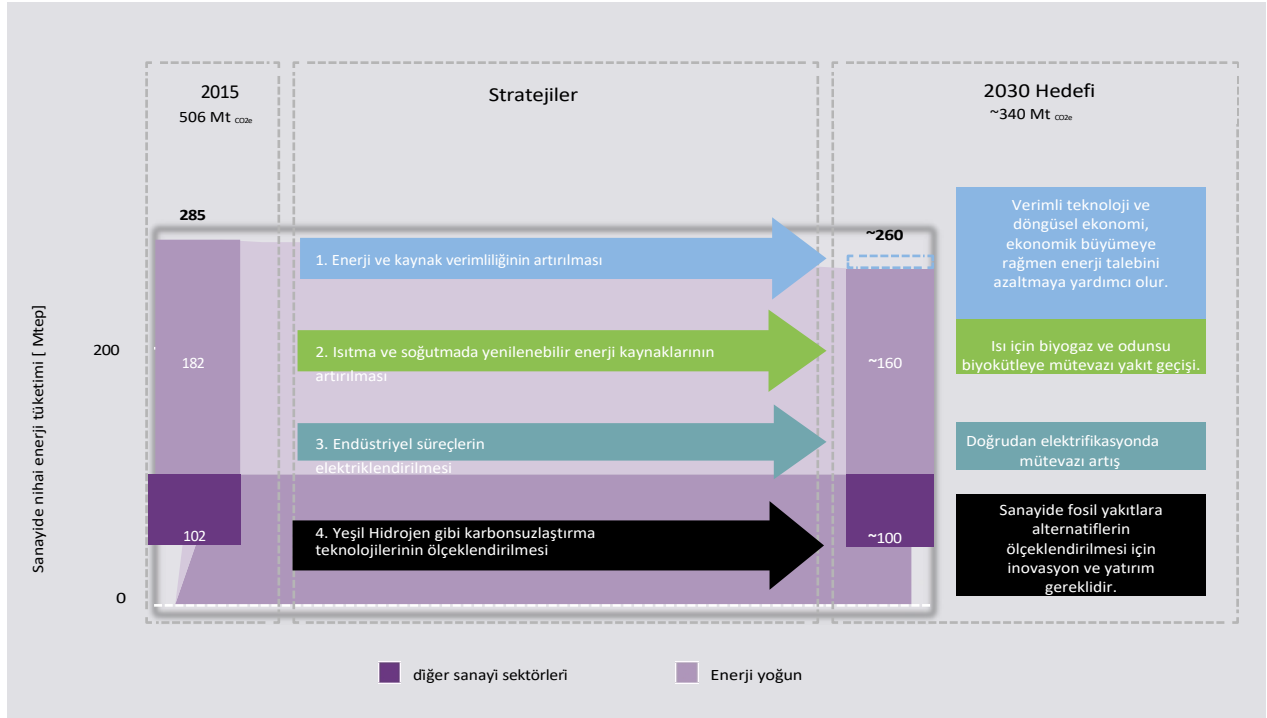 2015
506 Mt CO2e
Stratejiler
2030 Hedefi
~340 Mt CO2e
285
~260
Sanayide nihai enerji tüketimi [ Mtep]
200
0
182
102
1. Enerji ve kaynak verimliliğinin artırılması
2. Isıtma ve soğutmada yenilenebilir enerji kaynaklarının
artırılması
3. Endüstriyel süreçlerin
elektriklendirilmesi
4. Yeşil Hidrojen gibi karbonsuzlaştırma
teknolojilerinin ölçeklendirilmesi
~160
~100
Verimli teknoloji ve
döngüsel ekonomi,
ekonomik büyümeye
rağmen enerji talebini
azaltmaya yardımcı olur.
Isı için biyogaz ve odunsu
biyokütleye mütevazı yakıt geçişi.
Doğrudan elektrifikasyonda
mütevazı artış
Sanayide fosil yakıtlara
alternatiflerin
ölçeklendirilmesi için
inovasyon ve yatırım
gereklidir.
diğer sanayi sektörleri
Enerji yoğun